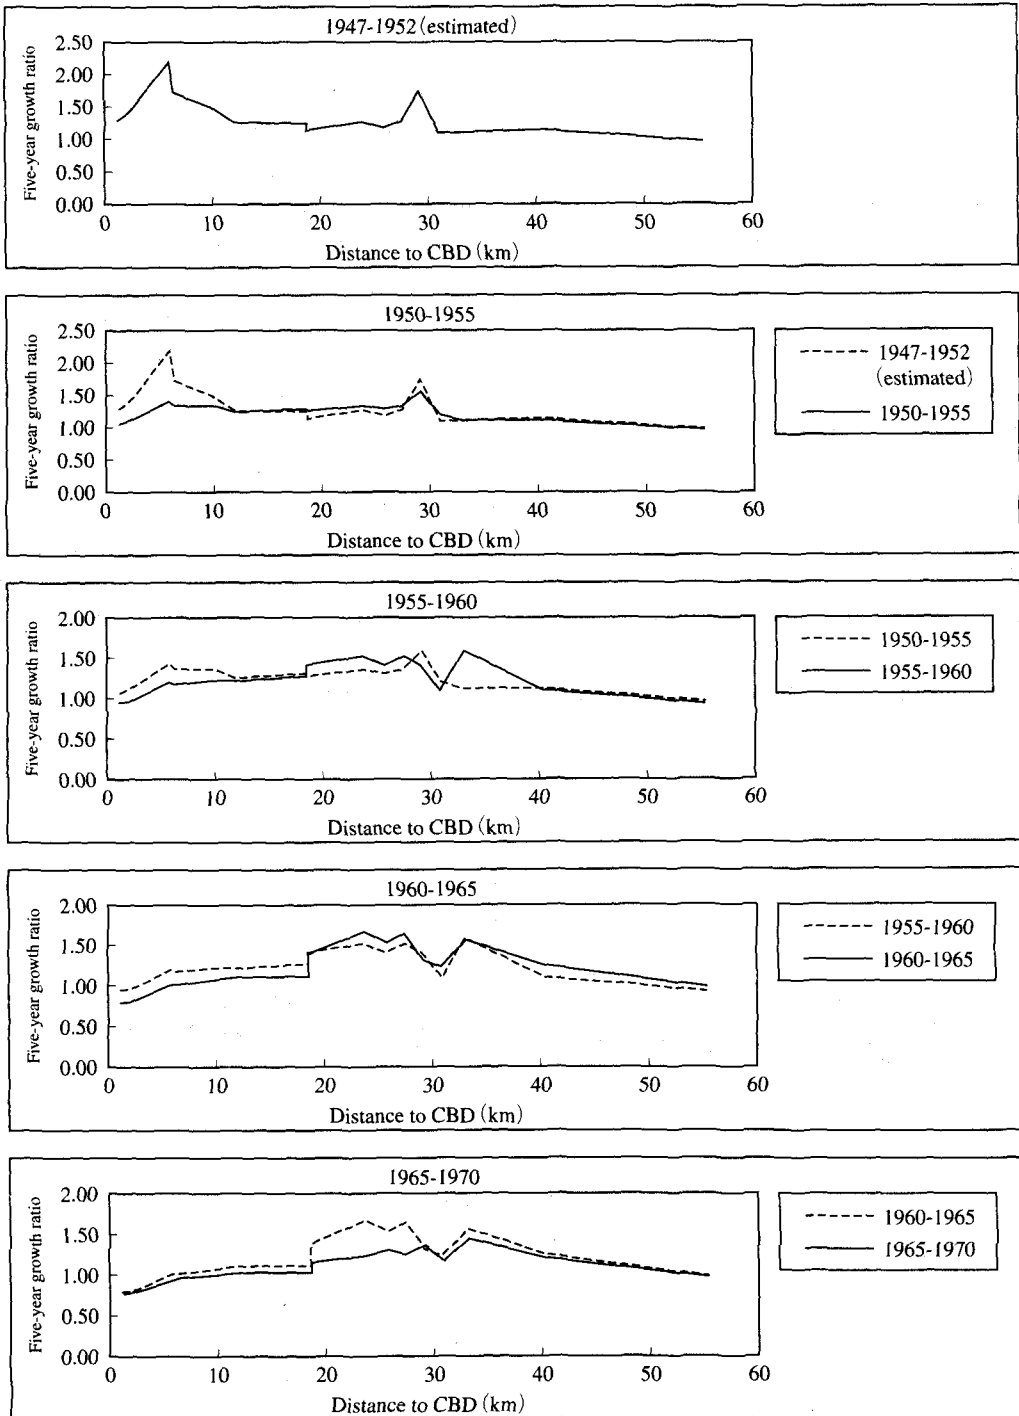 1947-1952 (estimated)
Five-year growth ratio
2.50
2.00
1.50
1.00
0.50
0.00
0 10 20 30 40 50 60
Distance to CBD (km)
1950-1955
Five-year growth ratio
2.50
2.00
1.50
1.00
0.50
0.00
0 10 20 30 40 50 60
Distance to CBD (km)
1947-1952
(estimated)
1950-1955
1955-1960
Five-year growth ratio
2.00
1.50
1.00
0.50
0.00
0 10 20 30 40 50 60
Distance to CBD (km)
1950-1955
1955-1960
1960-1965
Five-year growth ratio
2.00
1.50
1.00
0.50
0.00
0 10 20 30 40 50 60
Distance to CBD (km)
1955-1960
1960-1965
1965-1970
Five-year growth ratio
2.00
1.50
1.00
0.50
0.00
0 10 20 30 40 50 60
Distance to CBD (km)
1960-1965
1965-1970